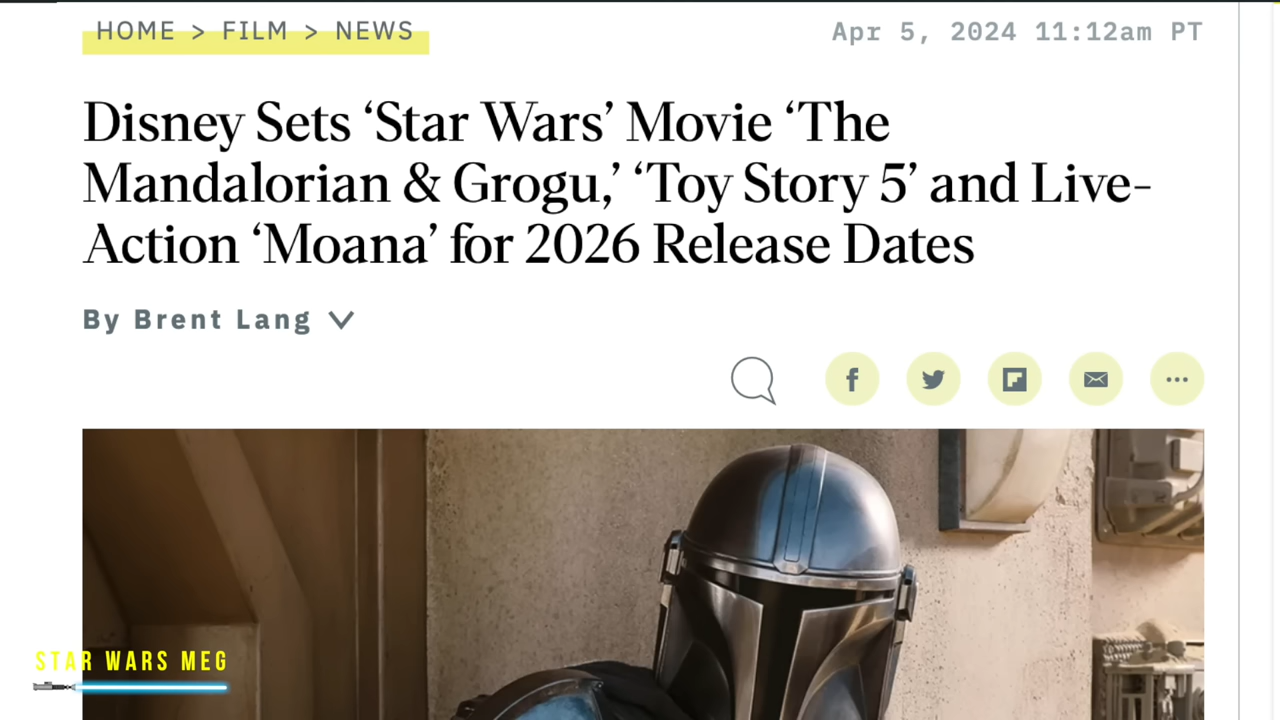 HOME > FILM > NEWS
Apr 5, 2024 11:12am PT
Disney Sets ‘Star Wars’ Movie ‘The
Mandalorian & Grogu,’ ‘Toy Story 5’ and Live-
Action ‘Moana’ for 2026 Release Dates
By Brent Lang
STAR WARS MEG